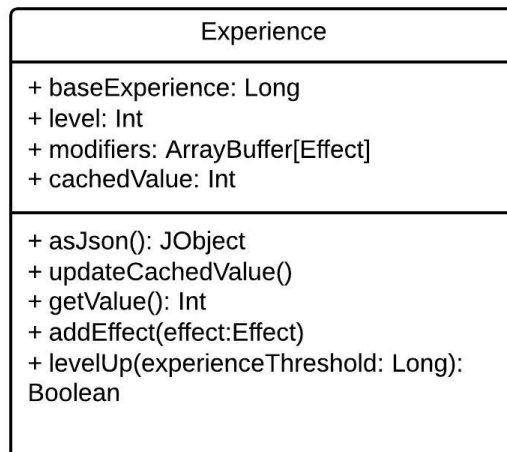 Experience
+ baseExperience: Long
+ level: Int
+ modifiers: ArrayBuffer[Effect]
+ cachedValue: Int
+ asJson(): JObject
+ updateCachedValue()
+ getValue(): Int
+ addEffect(effect:Effect)
+ levelUp(experienceThreshold: Long):
Boolean